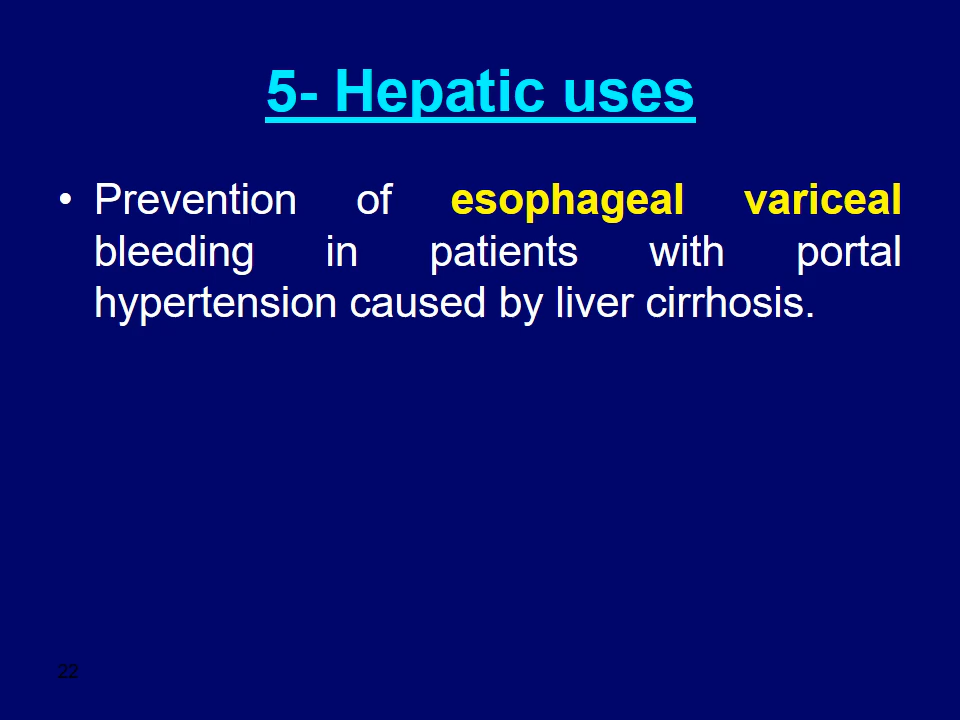 5- Hepatic uses
• Prevention of esophageal variceal
bleeding in patients with portal
hypertension caused by liver cirrhosis.
22